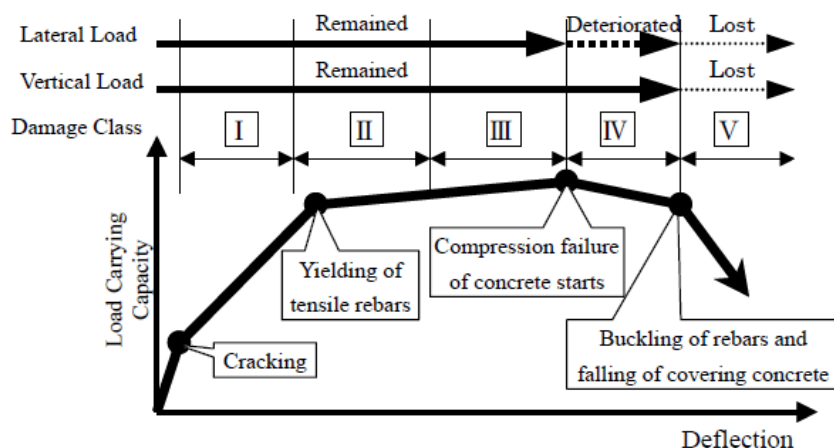 Lateral Load Remained Deteriorated Lost
Vertical Load Remained Lost
Damage Class Ⅰ Ⅱ Ⅲ Ⅳ Ⅴ
Load Carrying
Capacity
Cracking
Yielding of
tensile rebars
Compression failure
of concrete starts
Buckling of rebars and
falling of covering concrete
Deflection